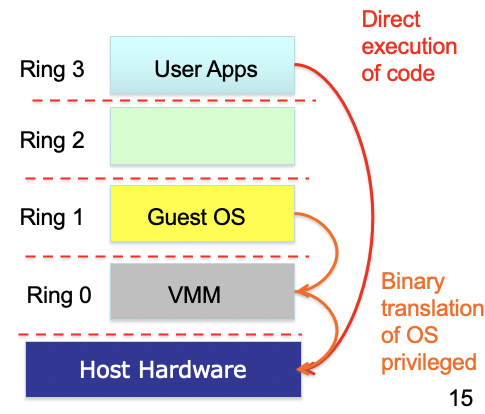 Direct
execution
of code
Ring 3
User Apps
Ring 2
Ring 1
Guest OS
Ring 0
VMM
Binary
translation
of OS
privileged
Host Hardware
15